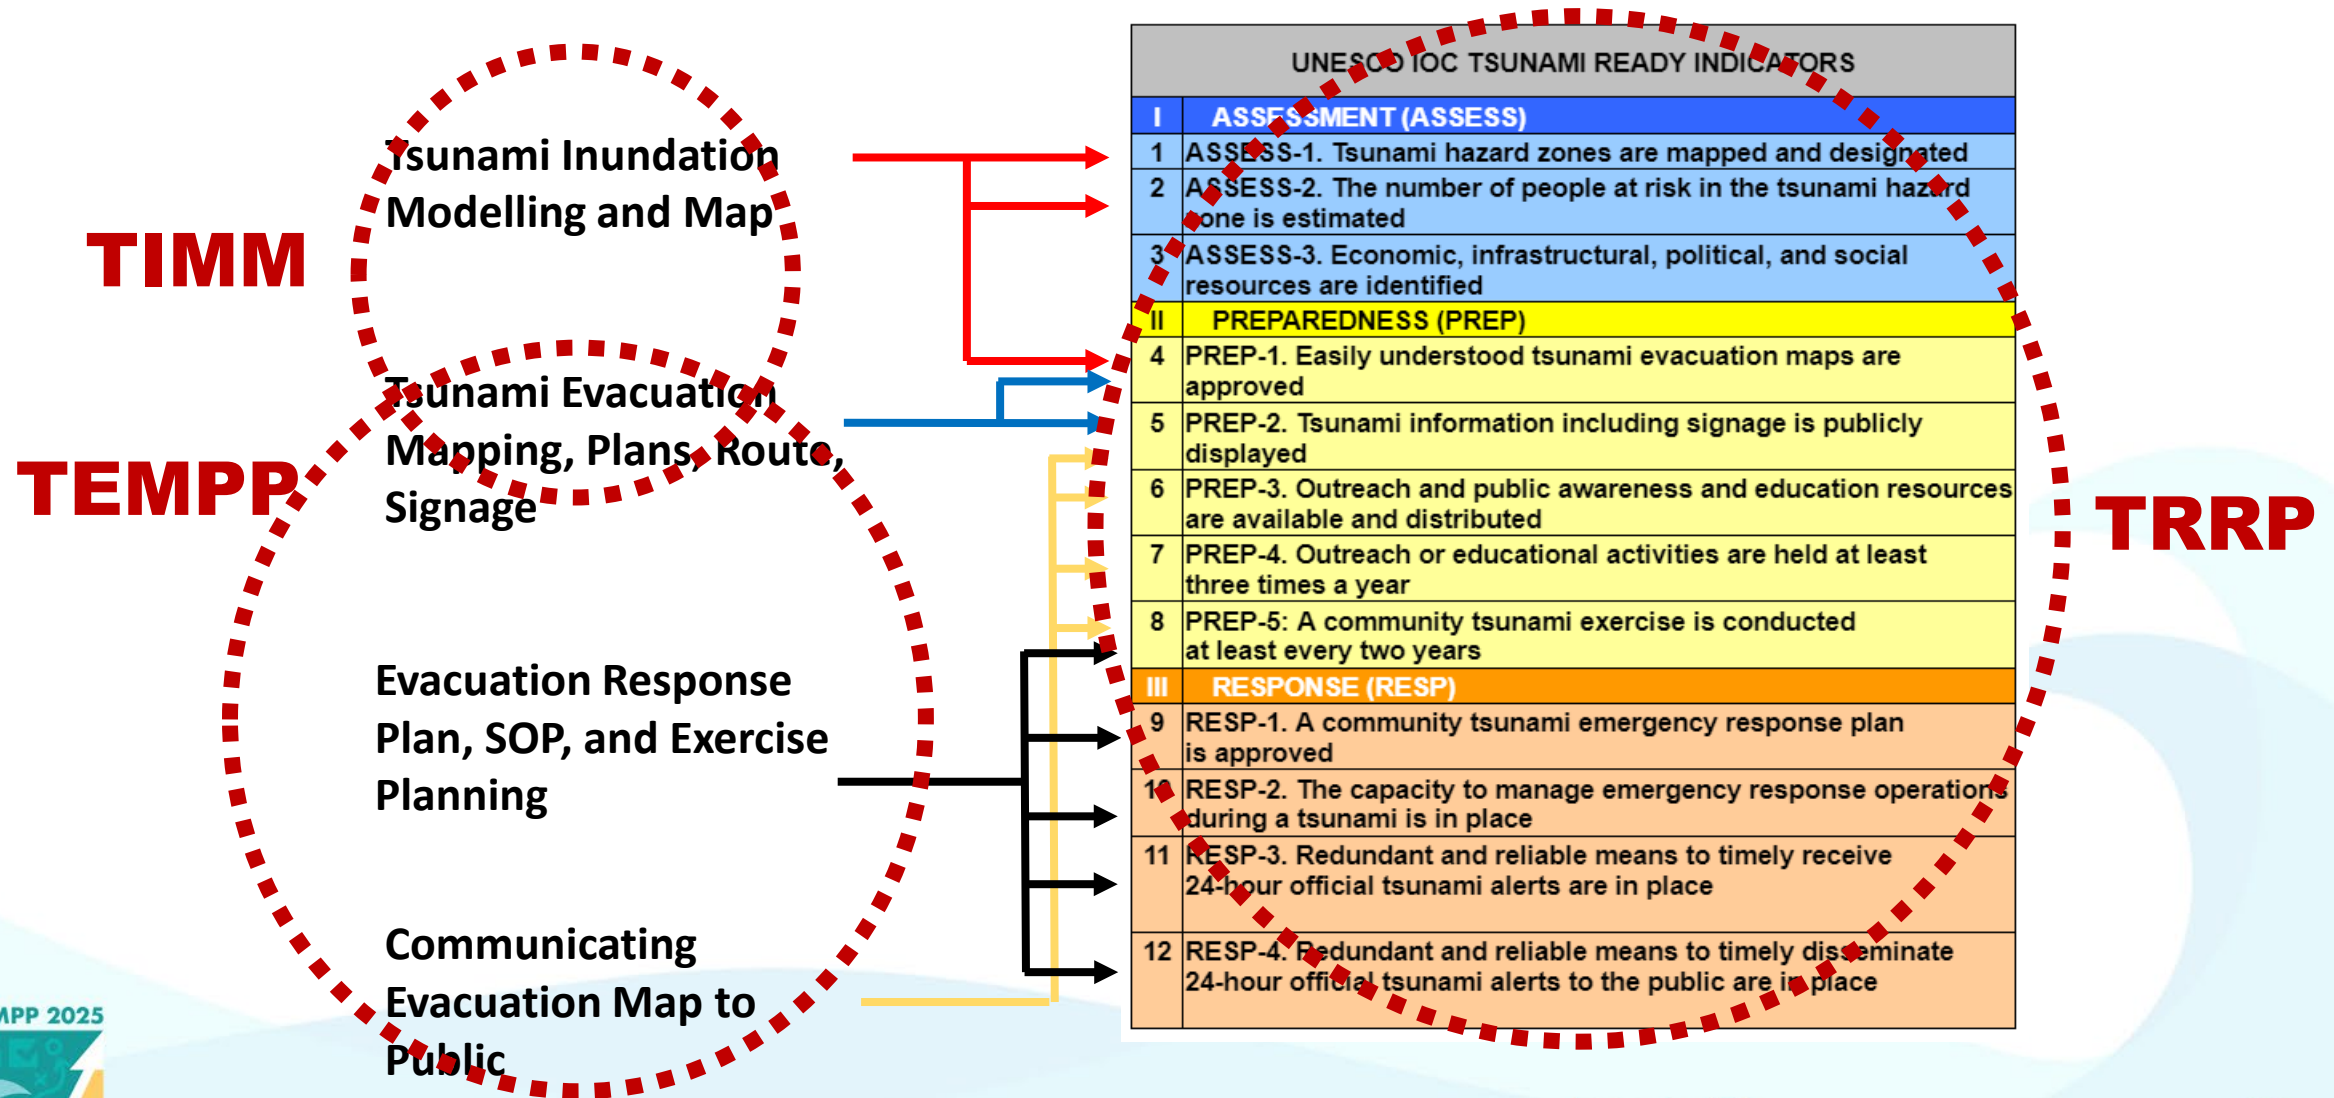 TIMM
Tsunami Inundation
Modelling and Map
TEMPP
Tsunami Evacuation
Mapping, Plans, Route,
Signage
Evacuation Response
Plan, SOP, and Exercise
Planning
Communicating
Evacuation Map to
Public
MPP 2025
UNESCO IOC TSUNAMI READY INDICATORS
I ASSESSMENT (ASSESS)
1 ASSESS-1. Tsunami hazard zones are mapped and designated
2 ASSESS-2. The number of people at risk in the tsunami hazard
zone is estimated
3 ASSESS-3. Economic, infrastructural, political, and social
resources are identified
II PREPAREDNESS (PREP)
4 PREP-1. Easily understood tsunami evacuation maps are
approved
5 PREP-2. Tsunami information including signage is publicly
displayed
6 PREP-3. Outreach and public awareness and education resources
are available and distributed
7 PREP-4. Outreach or educational activities are held at least
three times a year
8 PREP-5: A community tsunami exercise is conducted
at least every two years
III RESPONSE (RESP)
9 RESP-1. A community tsunami emergency response plan
is approved
10 RESP-2. The capacity to manage emergency response operations
during a tsunami is in place
11 RESP-3. Redundant and reliable means to timely receive
24-hour official tsunami alerts are in place
12 RESP-4. Redundant and reliable means to timely disseminate
24-hour official tsunami alerts to the public are in place
TRRP